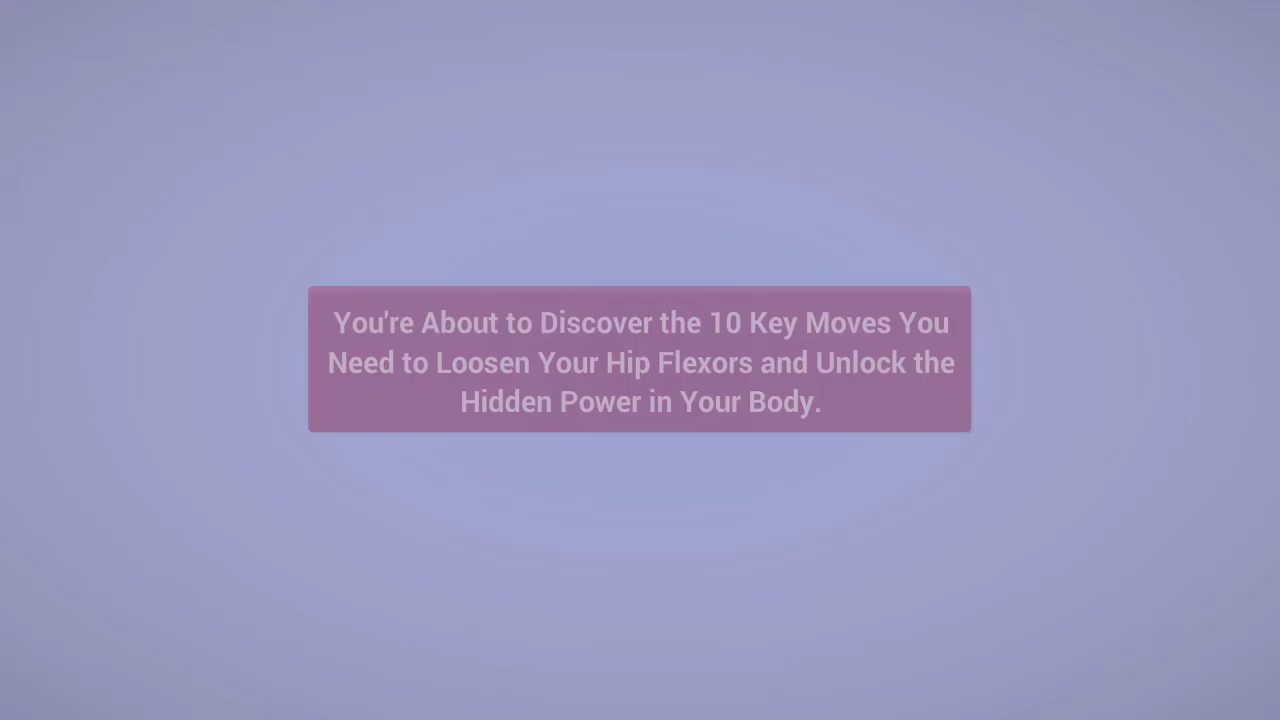 You're About to Discover the 10 Key Moves You
Need to Loosen Your Hip Flexors and Unlock the
Hidden Power in Your Body.